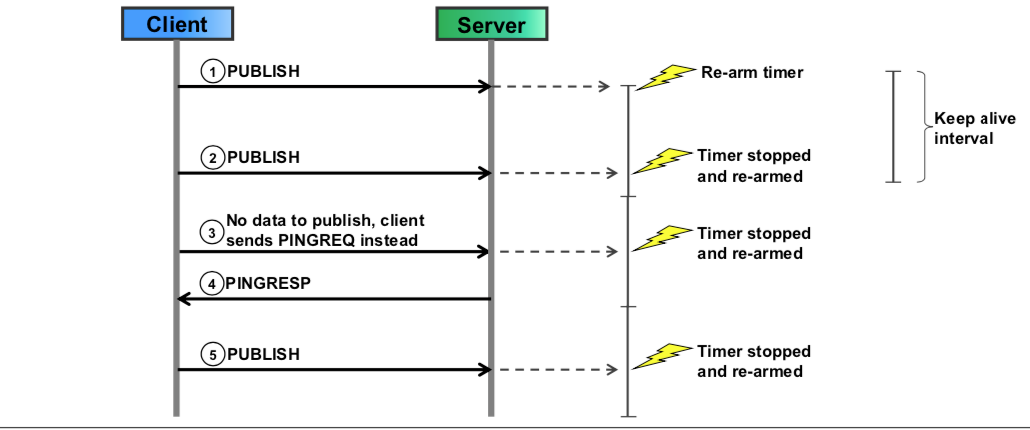 Client
Server
1 PUBLISH
Re-arm timer
Keep alive
interval
2 PUBLISH
Timer stopped
and re-armed
3 No data to publish, client
sends PINGREQ instead
Timer stopped
and re-armed
4 PINGRESP
5 PUBLISH
Timer stopped
and re-armed